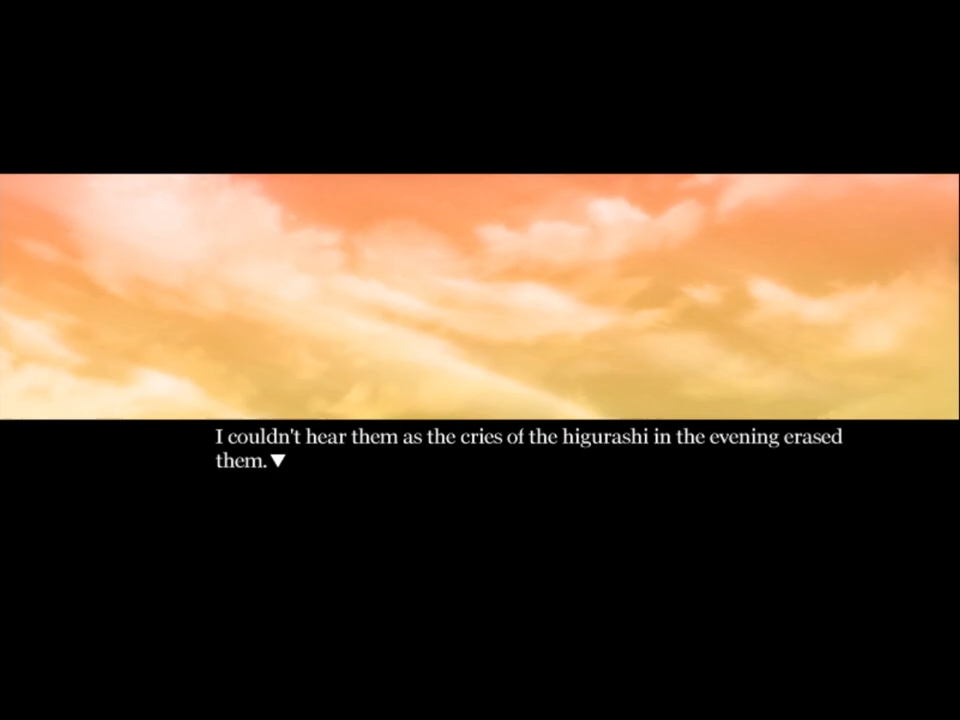 I couldn't hear them as the cries of the higurashi in the evening erased
them.▼